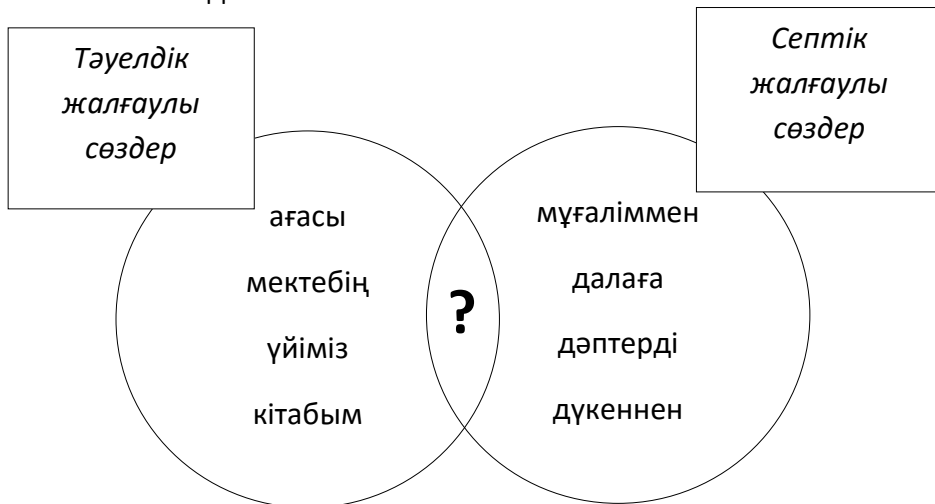 Тәуелдік
жалғаулы
сөздер
Септік
жалғаулы
сөздер
ағасы
мектебің
үйіміз
кітабым
?
мұғаліммен
далаға
дәптерді
дүкеннен